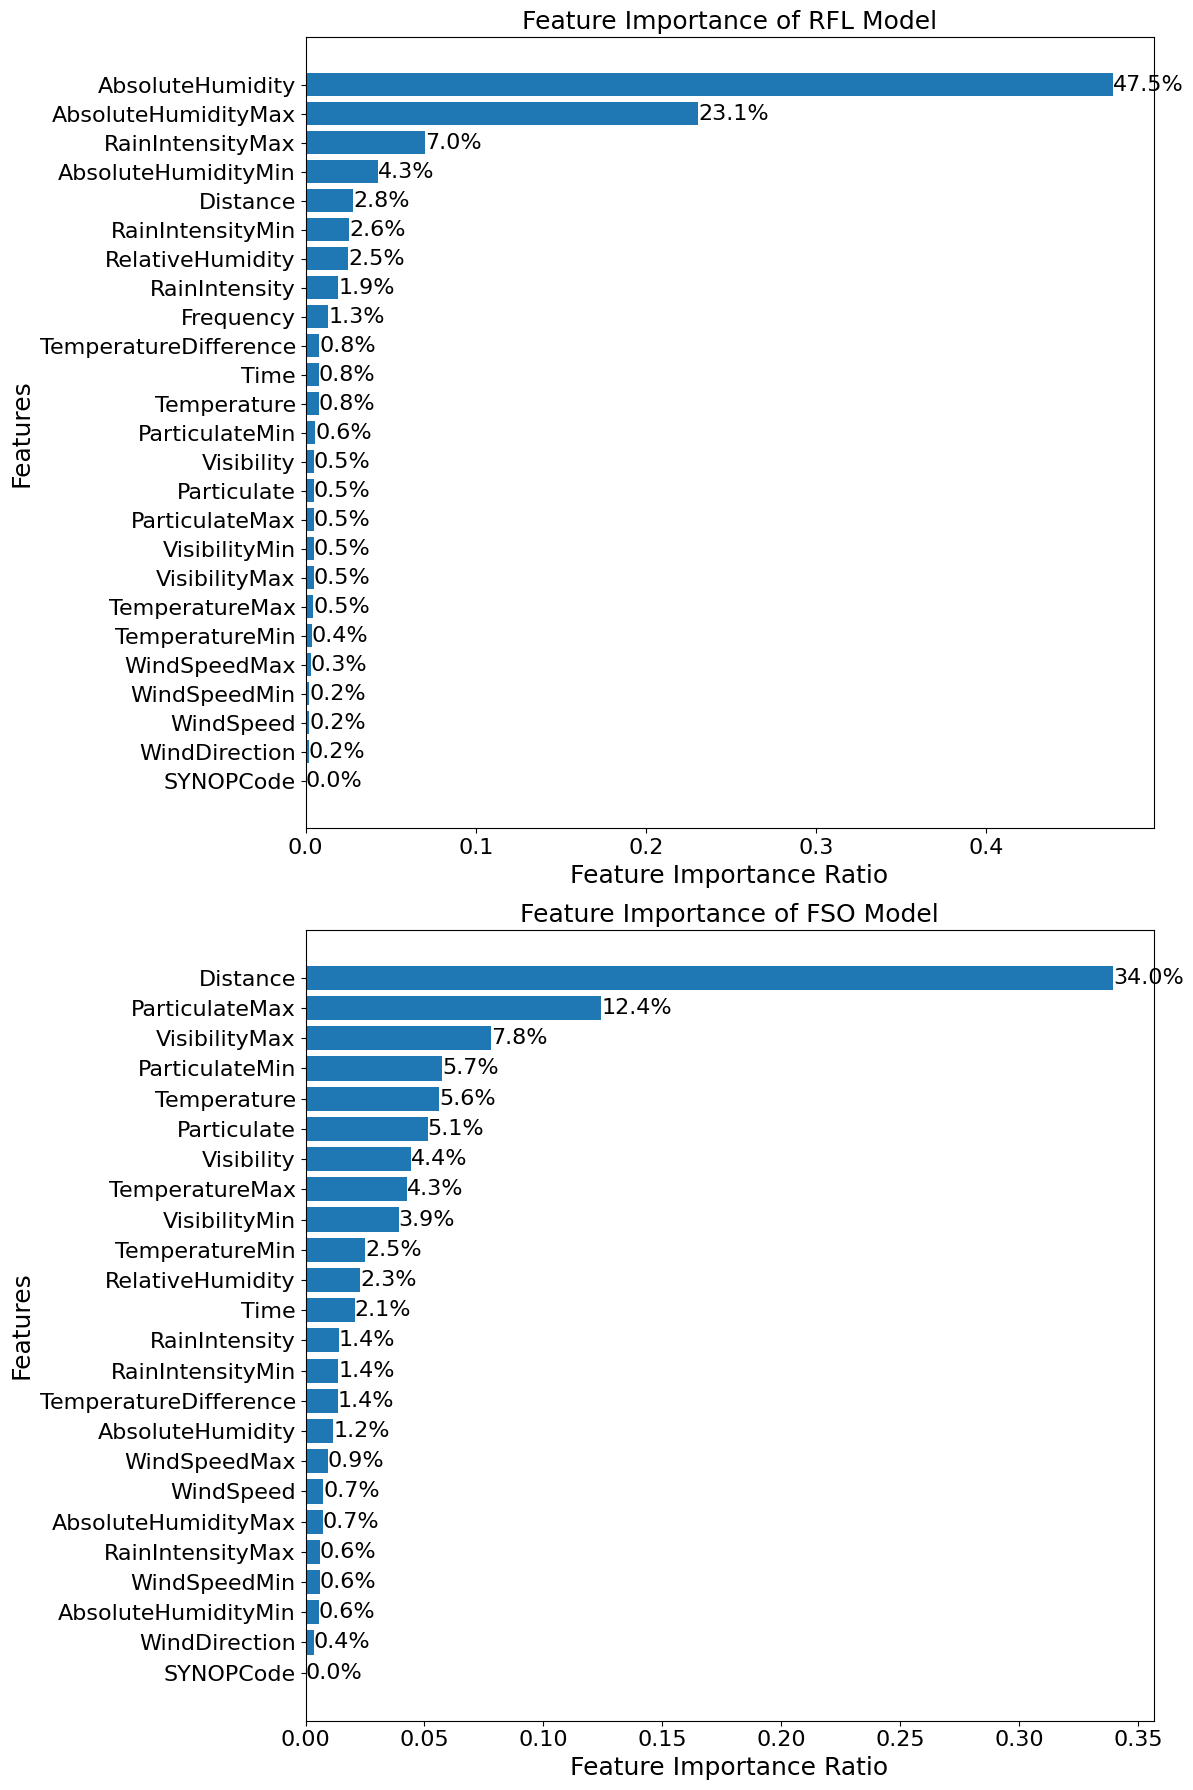 Feature Importance of RFL Model
AbsoluteHumidity 47.5%
AbsoluteHumidityMax 23.1%
RainIntensityMax 7.0%
AbsoluteHumidityMin 4.3%
Distance 2.8%
RainIntensityMin 2.6%
RelativeHumidity 2.5%
RainIntensity 1.9%
Frequency 1.3%
TemperatureDifference 0.8%
Time 0.8%
Temperature 0.8%
ParticulateMin 0.6%
Visibility 0.5%
Particulate 0.5%
ParticulateMax 0.5%
VisibilityMin 0.5%
VisibilityMax 0.5%
TemperatureMax 0.5%
TemperatureMin 0.4%
WindSpeedMax 0.3%
WindSpeedMin 0.2%
WindSpeed 0.2%
WindDirection 0.2%
SYNOPCode 0.0%
Features
0.0 0.1 0.2 0.3 0.4
Feature Importance Ratio
Feature Importance of FSO Model
Distance 34.0%
ParticulateMax 12.4%
VisibilityMax 7.8%
ParticulateMin 5.7%
Temperature 5.6%
Particulate 5.1%
Visibility 4.4%
TemperatureMax 4.3%
VisibilityMin 3.9%
TemperatureMin 2.5%
RelativeHumidity 2.3%
Time 2.1%
RainIntensity 1.4%
RainIntensityMin 1.4%
TemperatureDifference 1.4%
AbsoluteHumidity 1.2%
WindSpeedMax 0.9%
WindSpeed 0.7%
AbsoluteHumidityMax 0.7%
RainIntensityMax 0.6%
WindSpeedMin 0.6%
AbsoluteHumidityMin 0.6%
WindDirection 0.4%
SYNOPCode 0.0%
Features
0.00 0.05 0.10 0.15 0.20 0.25 0.30 0.35
Feature Importance Ratio